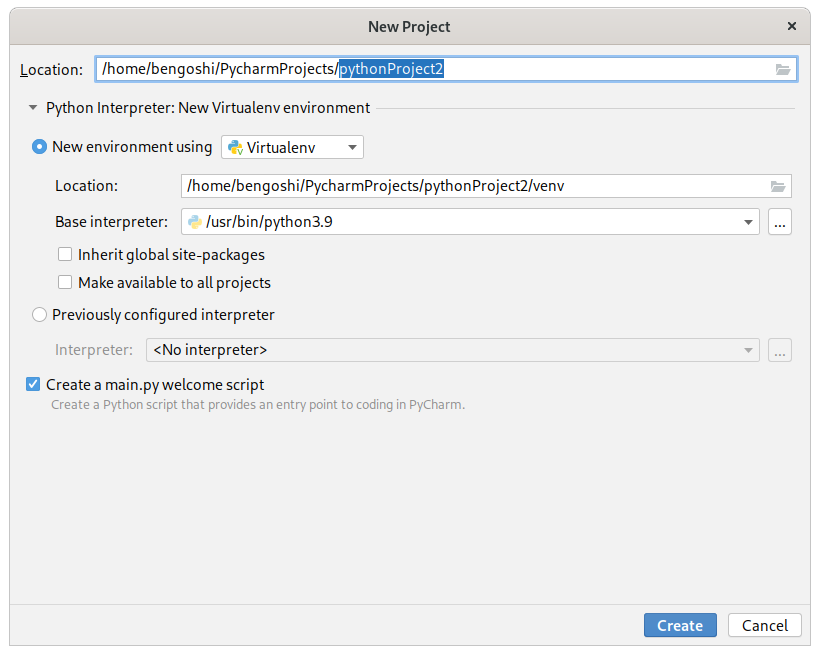 New Project
Location: /home/bengoshi/PycharmProjects/pythonProject2
Python Interpreter: New Virtualenv environment
New environment using Virtualenv
Location: /home/bengoshi/PycharmProjects/pythonProject2/venv
Base interpreter: /usr/bin/python3.9 ...
Inherit global site-packages
Make available to all projects
Previously configured interpreter
Interpreter: <No interpreter> ...
Create a main.py welcome script
Create a Python script that provides an entry point to coding in PyCharm.
Create Cancel